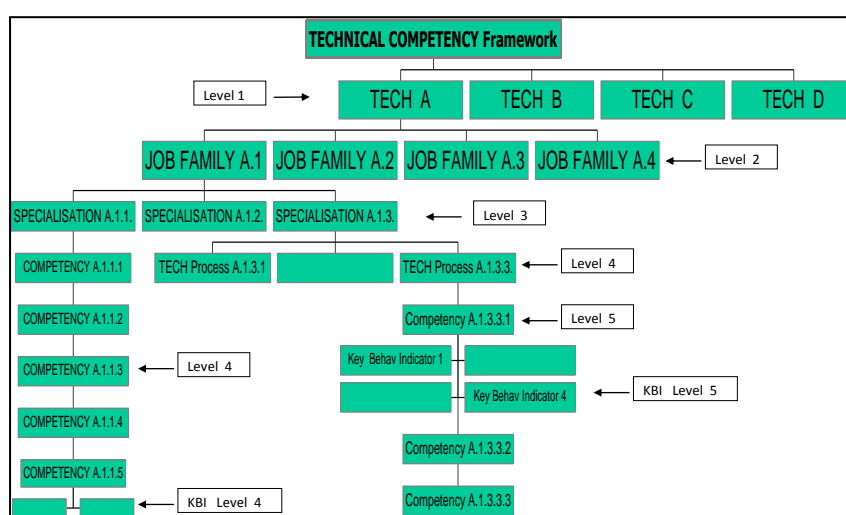 TECHNICAL COMPETENCY Framework
Level 1
TECH A
TECH B
TECH C
TECH D
JOB FAMILY A.1
JOB FAMILY A.2
JOB FAMILY A.3
JOB FAMILY A.4
Level 2
SPECIALISATION A.1.1.
SPECIALISATION A.1.2.
SPECIALISATION A.1.3.
Level 3
COMPETENCY A.1.1.1
TECH Process A.1.3.1
TECH Process A.1.3.3.
Level 4
COMPETENCY A.1.1.2
Competency A.1.3.3.1
Level 5
COMPETENCY A.1.1.3
Level 4
Key Behav Indicator 1
Key Behav Indicator 4
KBI Level 5
COMPETENCY A.1.1.4
Competency A.1.3.3.2
COMPETENCY A.1.1.5
KBI Level 4
Competency A.1.3.3.3